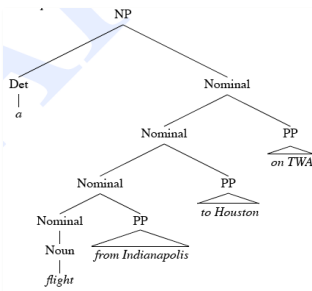 NP
Det Nominal
a
Nominal PP
on TWA
Nominal PP
to Houston
Nominal PP
Noun from Indianapolis
flight